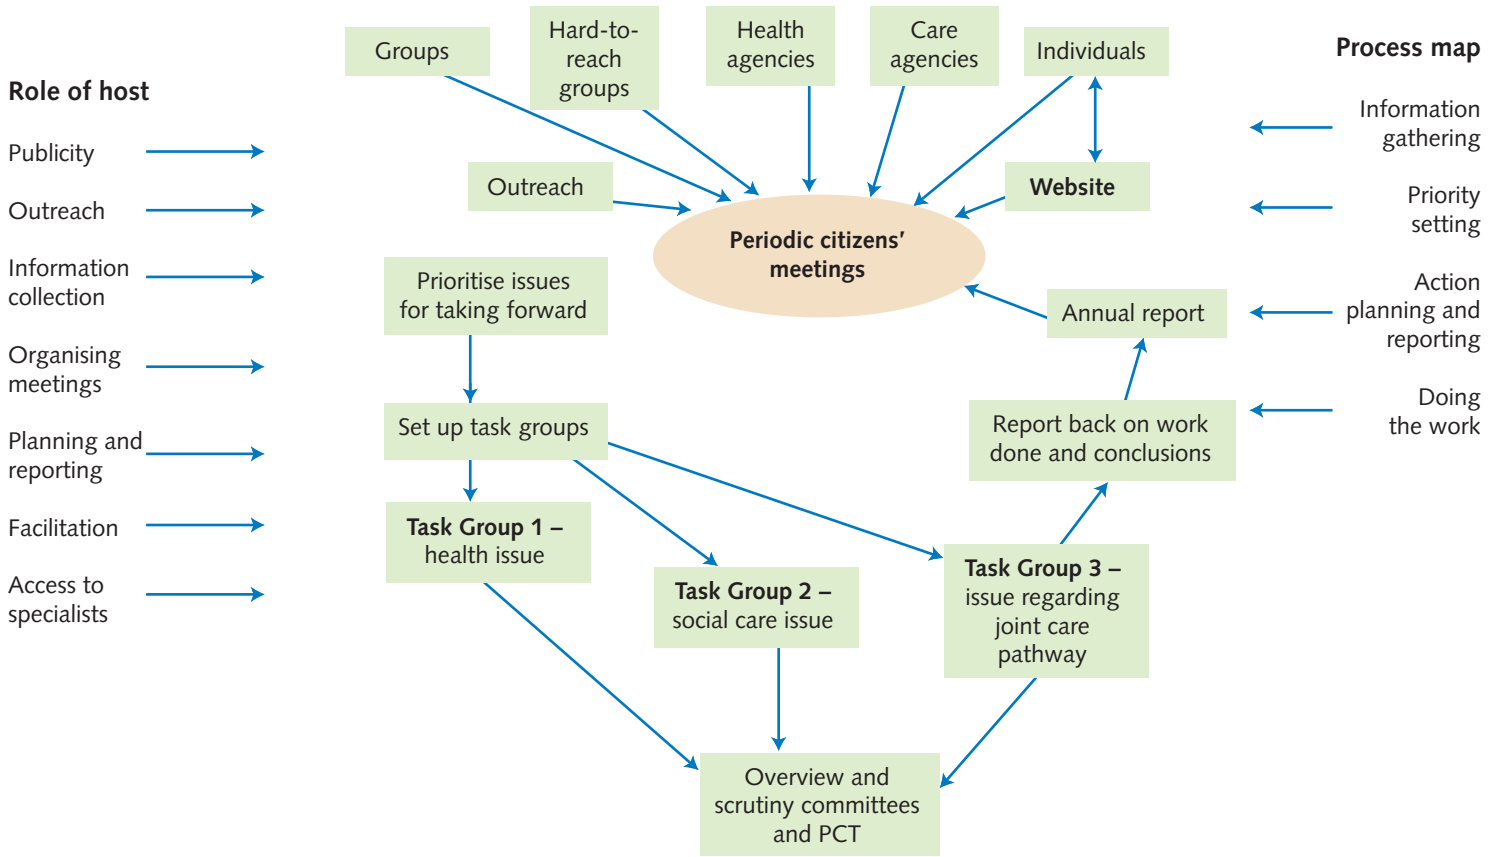 Role of host
Publicity
Outreach
Information
collection
Organising
meetings
Planning and
reporting
Facilitation
Access to
specialists
Groups
Hard-to-
reach
groups
Health
agencies
Care
agencies
Individuals
Outreach
Website
Periodic citizens’
meetings
Prioritise issues
for taking forward
Annual report
Set up task groups
Report back on work
done and conclusions
Task Group 1 –
health issue
Task Group 2 –
social care issue
Task Group 3 –
issue regarding
joint care
pathway
Overview and
scrutiny committees
and PCT
Process map
Information
gathering
Priority
setting
Action
planning and
reporting
Doing
the work